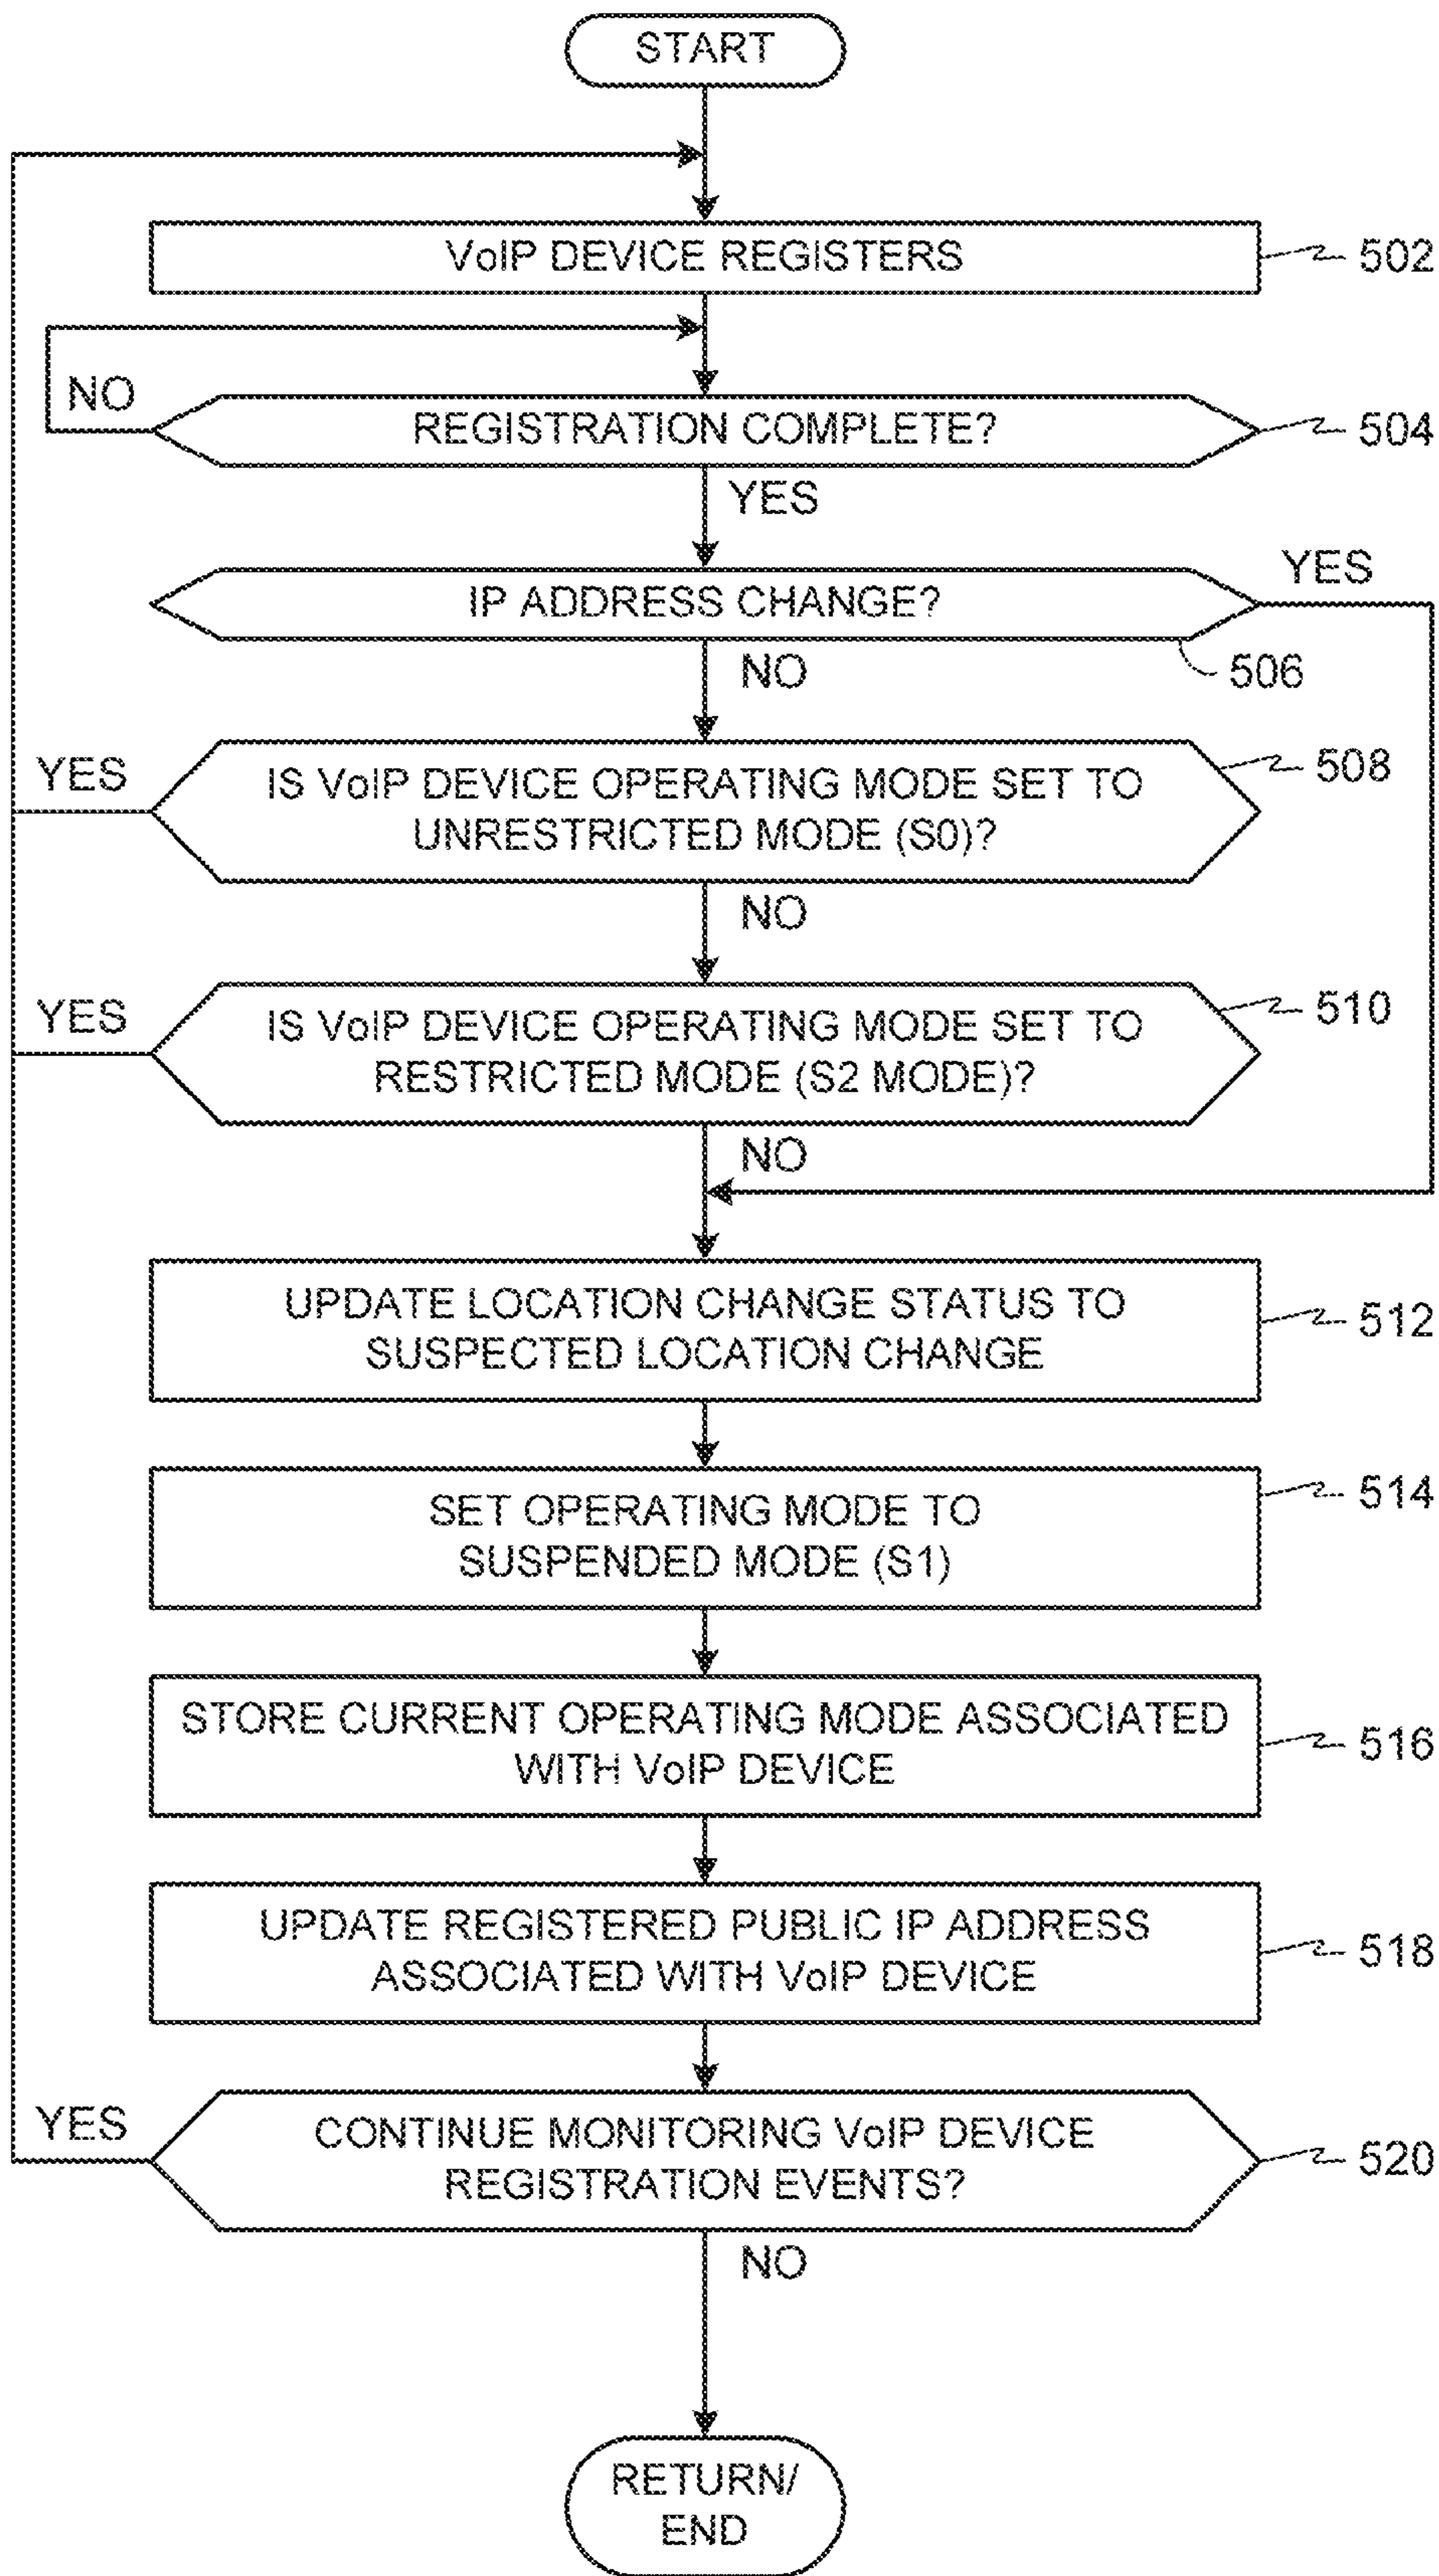 START
VoIP DEVICE REGISTERS
502
NO
REGISTRATION COMPLETE?
504
YES
IP ADDRESS CHANGE?
YES
506
NO
YES
IS VoIP DEVICE OPERATING MODE SET TO
UNRESTRICTED MODE (S0)?
508
NO
YES
IS VoIP DEVICE OPERATING MODE SET TO
RESTRICTED MODE (S2 MODE)?
510
NO
UPDATE LOCATION CHANGE STATUS TO
SUSPECTED LOCATION CHANGE
512
SET OPERATING MODE TO
SUSPENDED MODE (S1)
514
STORE CURRENT OPERATING MODE ASSOCIATED
WITH VoIP DEVICE
516
UPDATE REGISTERED PUBLIC IP ADDRESS
ASSOCIATED WITH VoIP DEVICE
518
YES
CONTINUE MONITORING VoIP DEVICE
REGISTRATION EVENTS?
520
NO
RETURN/
END